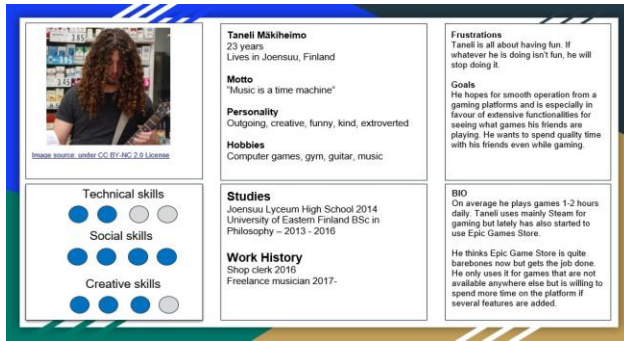 Image source: under CC BY-NC 2.0 License
Taneli Mäkiheimo
23 years
Lives in Joensuu, Finland
Motto
"Music is a time machine"
Personality
Outgoing, creative, funny, kind, extroverted
Hobbies
Computer games, gym, guitar, music
Frustrations
Taneli is all about having fun. If
whatever he is doing isn't fun, he will
stop doing it.
Goals
He hopes for smooth operation from a
gaming platforms and is especially in
favour of extensive functionalities for
seeing what games his friends are
playing. He wants to spend quality time
with his friends even while gaming.
Technical skills
Social skills
Creative skills
Studies
Joensuu Lyceum High School 2014
University of Eastern Finland BSc in
Philosophy – 2013 - 2016
Work History
Shop clerk 2016
Freelance musician 2017-
BIO
On average he plays games 1-2 hours
daily. Taneli uses mainly Steam for
gaming but lately has also started to
use Epic Games Store.
He thinks Epic Game Store is quite
barebones now but gets the job done.
He only uses it for games that are not
available anywhere else but is willing to
spend more time on the platform if
several features are added.